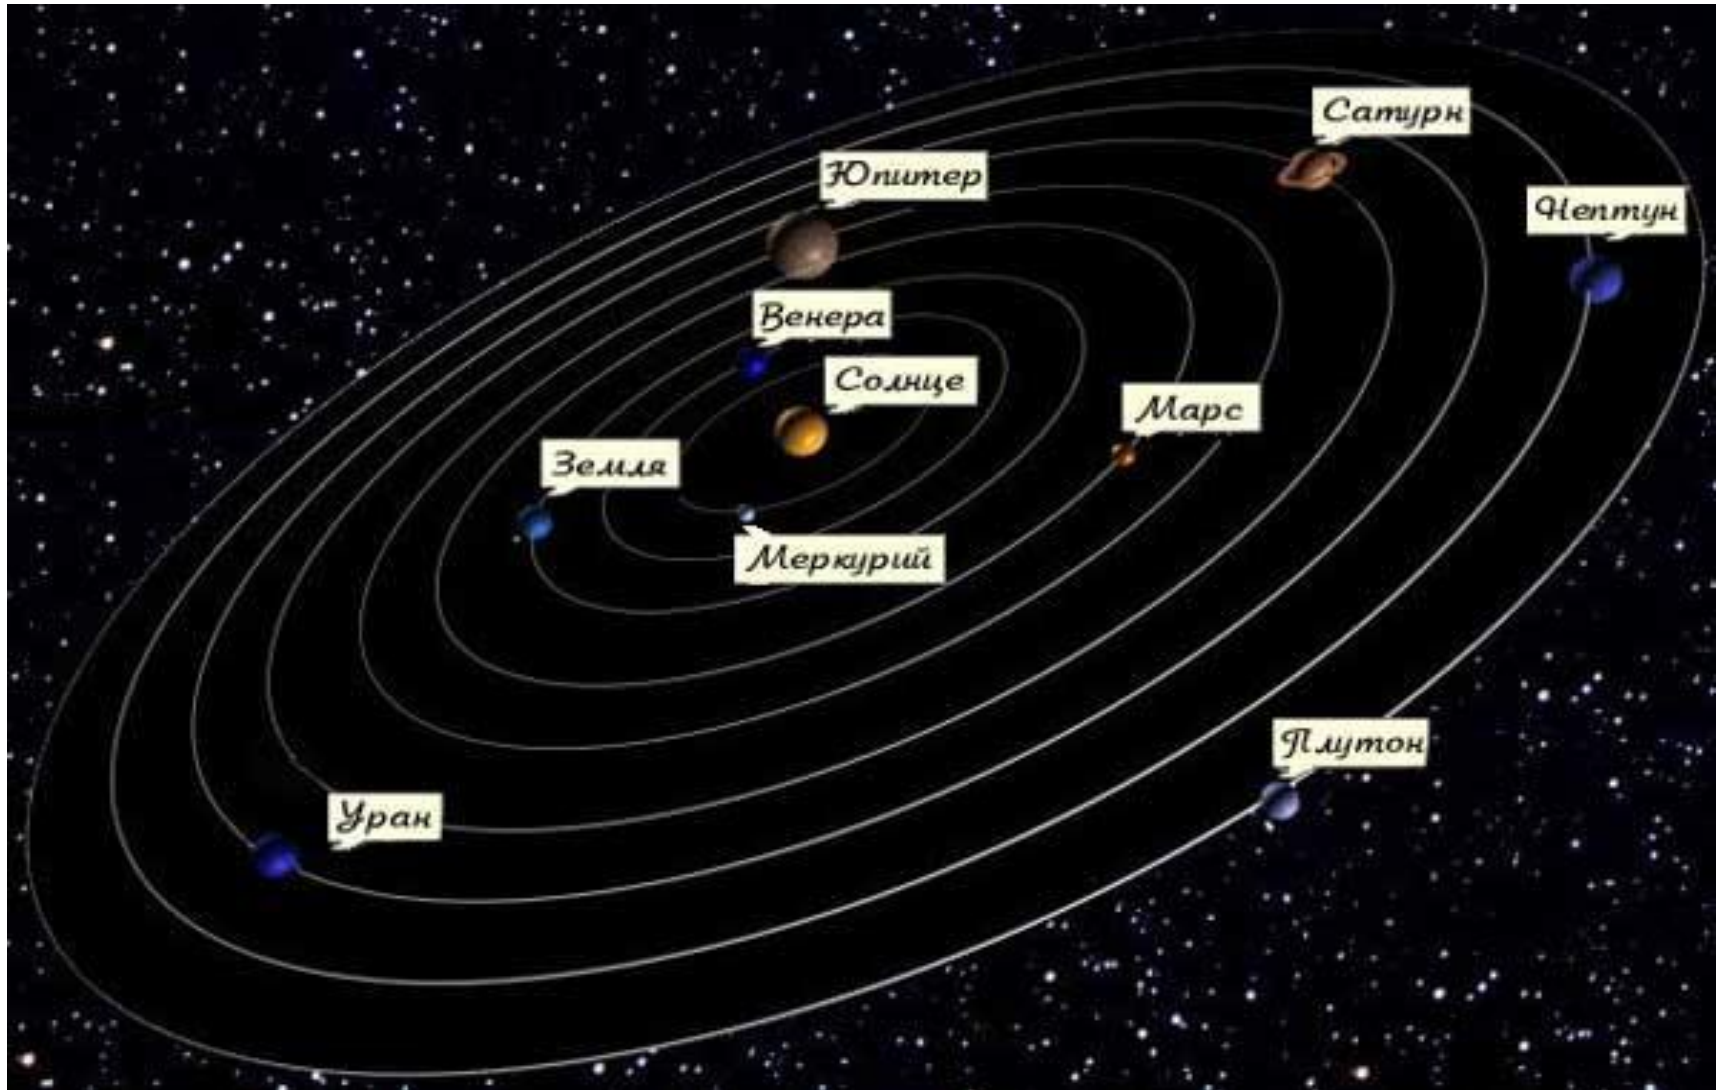 Сатурн
Юпитер
Нептун
Венера
Солнце
Марс
Земля
Меркурий
Плутон
Уран